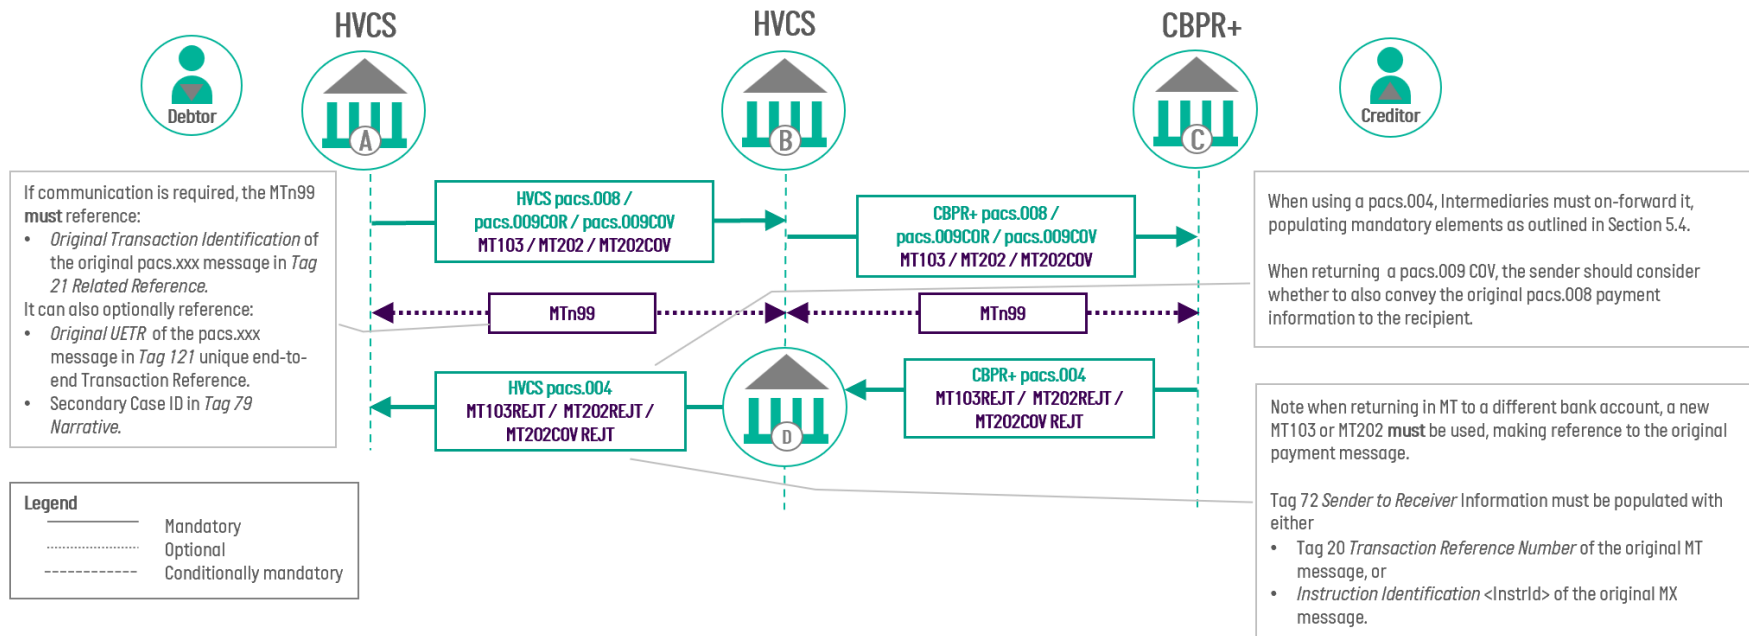 HVCS
HVCS
CBPR+
Debtor
A
B
C
Creditor
If communication is required, the MTn99
must reference:
• Original Transaction Identification of
the original pacs.xxx message in Tag
21 Related Reference.
It can also optionally reference:
• Original UETR of the pacs.xxx
message in Tag 121 unique end-to-
end Transaction Reference.
• Secondary Case ID in Tag 79
Narrative.
HVCS pacs.008 /
pacs.009COR / pacs.009COV
MT103 / MT202 / MT202COV
CBPR+ pacs.008 /
pacs.009COR / pacs.009COV
MT103 / MT202 / MT202COV
MTn99
MTn99
HVCS pacs.004
MT103REJT / MT202REJT /
MT202COV REJT
D
CBPR+ pacs.004
MT103REJT / MT202REJT /
MT202COV REJT
When using a pacs.004, Intermediaries must on-forward it,
populating mandatory elements as outlined in Section 5.4.
When returning a pacs.009 COV, the sender should consider
whether to also convey the original pacs.008 payment
information to the recipient.
Note when returning in MT to a different bank account, a new
MT103 or MT202 must be used, making reference to the original
payment message.
Tag 72 Sender to Receiver Information must be populated with
either
• Tag 20 Transaction Reference Number of the original MT
message, or
• Instruction Identification <InstrId> of the original MX
message.
Legend
Mandatory
Optional
Conditionally mandatory